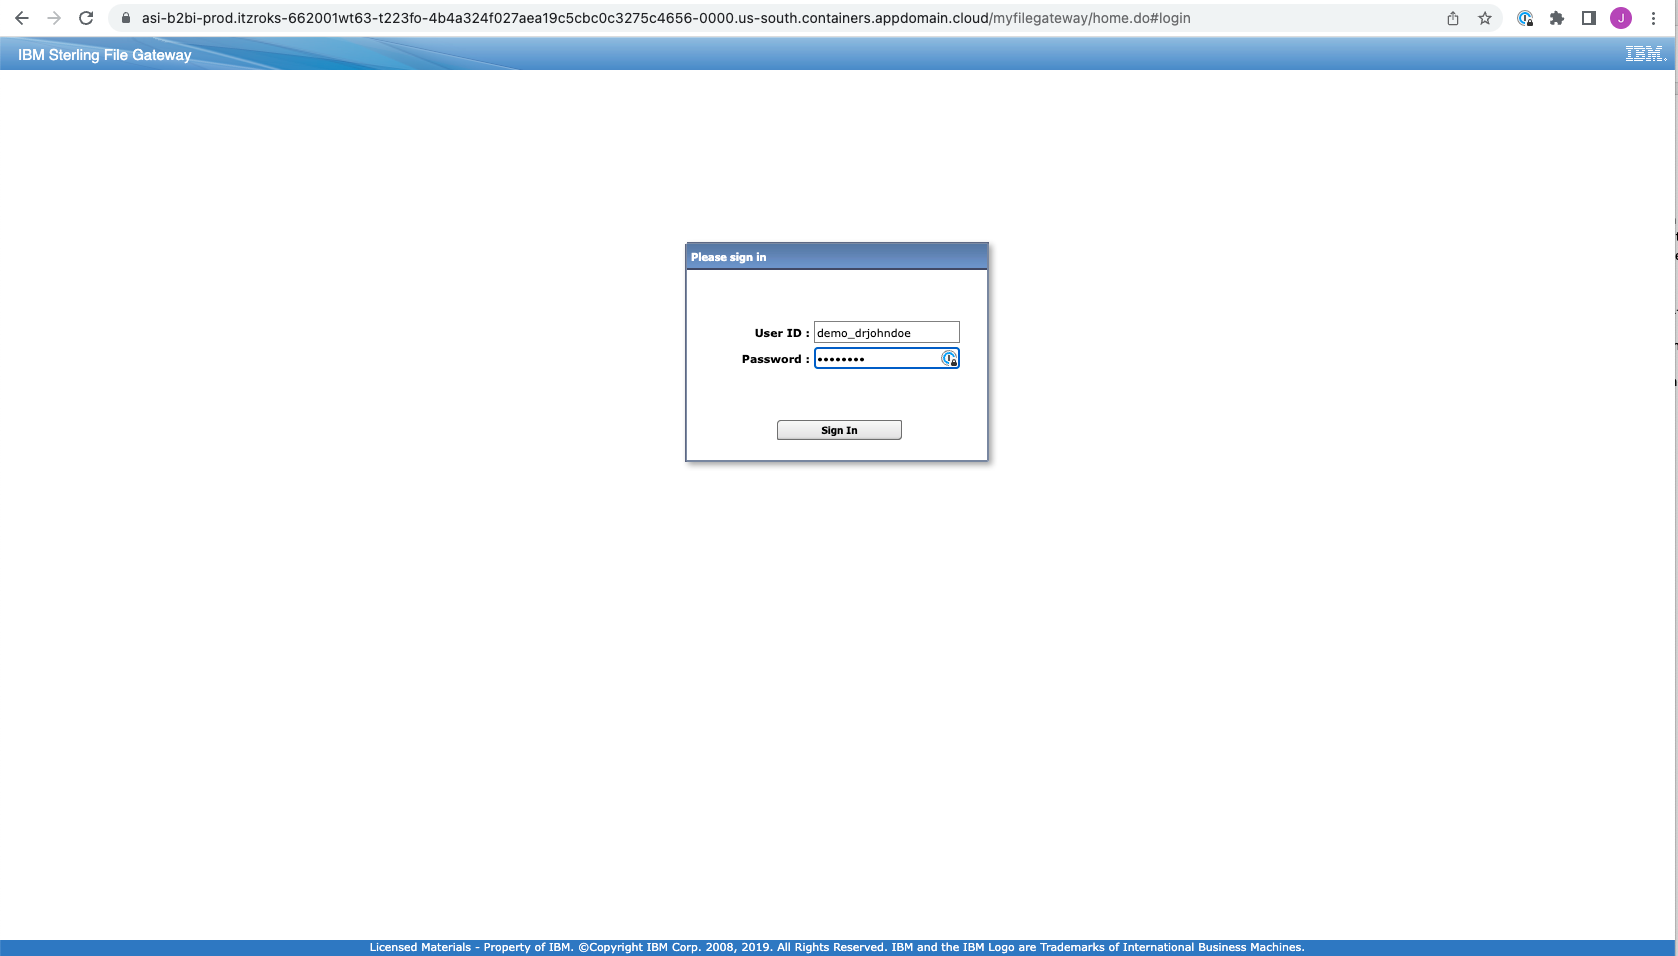 asi-b2bi-prod.itzroks-662001wt63-t223fo-4b4a324f027aea19c5cbc0c3275c4656-0000.us-south.containers.appdomain.cloud/myfilegateway/home.do#login
J
IBM Sterling File Gateway
IBM
Please sign in
User ID : demo_drjohndoe
Password : ••••••••
Sign In
Licensed Materials - Property of IBM. ©Copyright IBM Corp. 2008, 2019. All Rights Reserved. IBM and the IBM Logo are Trademarks of International Business Machines.